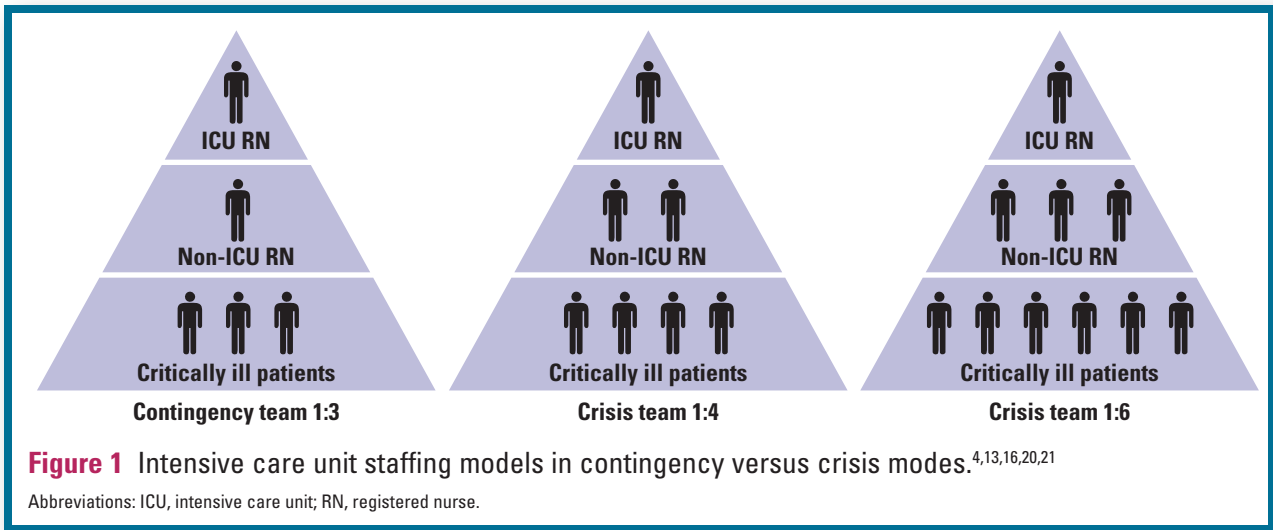 ICU RN
ICU RN
ICU RN
Non-ICU RN
Non-ICU RN
Non-ICU RN
Critically ill patients
Critically ill patients
Critically ill patients
Contingency team 1:3
Crisis team 1:4
Crisis team 1:6
Figure 1 Intensive care unit staffing models in contingency versus crisis modes.4,13,16,20,21
Abbreviations: ICU, intensive care unit; RN, registered nurse.